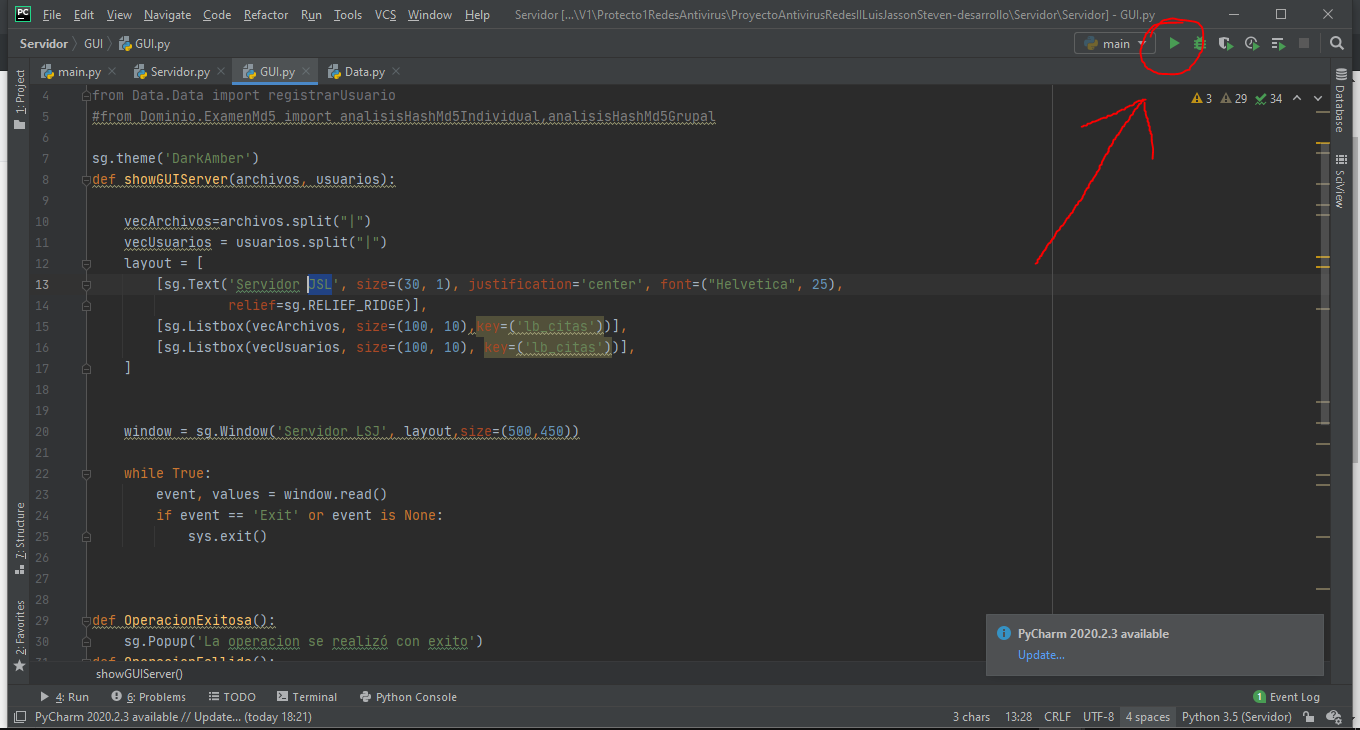 PC File Edit View Navigate Code Refactor Run Tools VCS Window Help Servidor [...\V1\Protecto1RedesAntivirus\ProyectoAntivirusRedesIILuisJassonSteven-desarrollo\Servidor\Servidor] - GUI.py
Servidor GUI GUI.py main
main.py Servidor.py GUI.py Data.py
1: Project
Database
SciView
3 29 34
4 from Data.Data import registrarUsuario
5 #from Dominio.ExamenMd5 import analisisHashMd5Individual,analisisHashMd5Grupal
6
7 sg.theme('DarkAmber')
8 def showGUIServer(archivos, usuarios):
9
10 vecArchivos=archivos.split("|")
11 vecUsuarios = usuarios.split("|")
12 layout = [
13 [sg.Text('Servidor JSL', size=(30, 1), justification='center', font=("Helvetica", 25),
14 relief=sg.RELIEF_RIDGE)],
15 [sg.Listbox(vecArchivos, size=(100, 10),key=('lb_citas'))],
16 [sg.Listbox(vecUsuarios, size=(100, 10), key=('lb_citas'))],
17 ]
18
19
20 window = sg.Window('Servidor LSJ', layout,size=(500,450))
21
22 while True:
23 event, values = window.read()
24 if event == 'Exit' or event is None:
25 sys.exit()
26
27
28
29 def OperacionExitosa():
30 sg.Popup('La operacion se realizó con exito')
31 def OperacionFallida():
7: Structure
2: Favorites
PyCharm 2020.2.3 available
Update...
showGUIServer()
4: Run 6: Problems TODO Terminal Python Console 1 Event Log
PyCharm 2020.2.3 available // Update... (today 18:21) 3 chars 13:28 CRLF UTF-8 4 spaces Python 3.5 (Servidor)